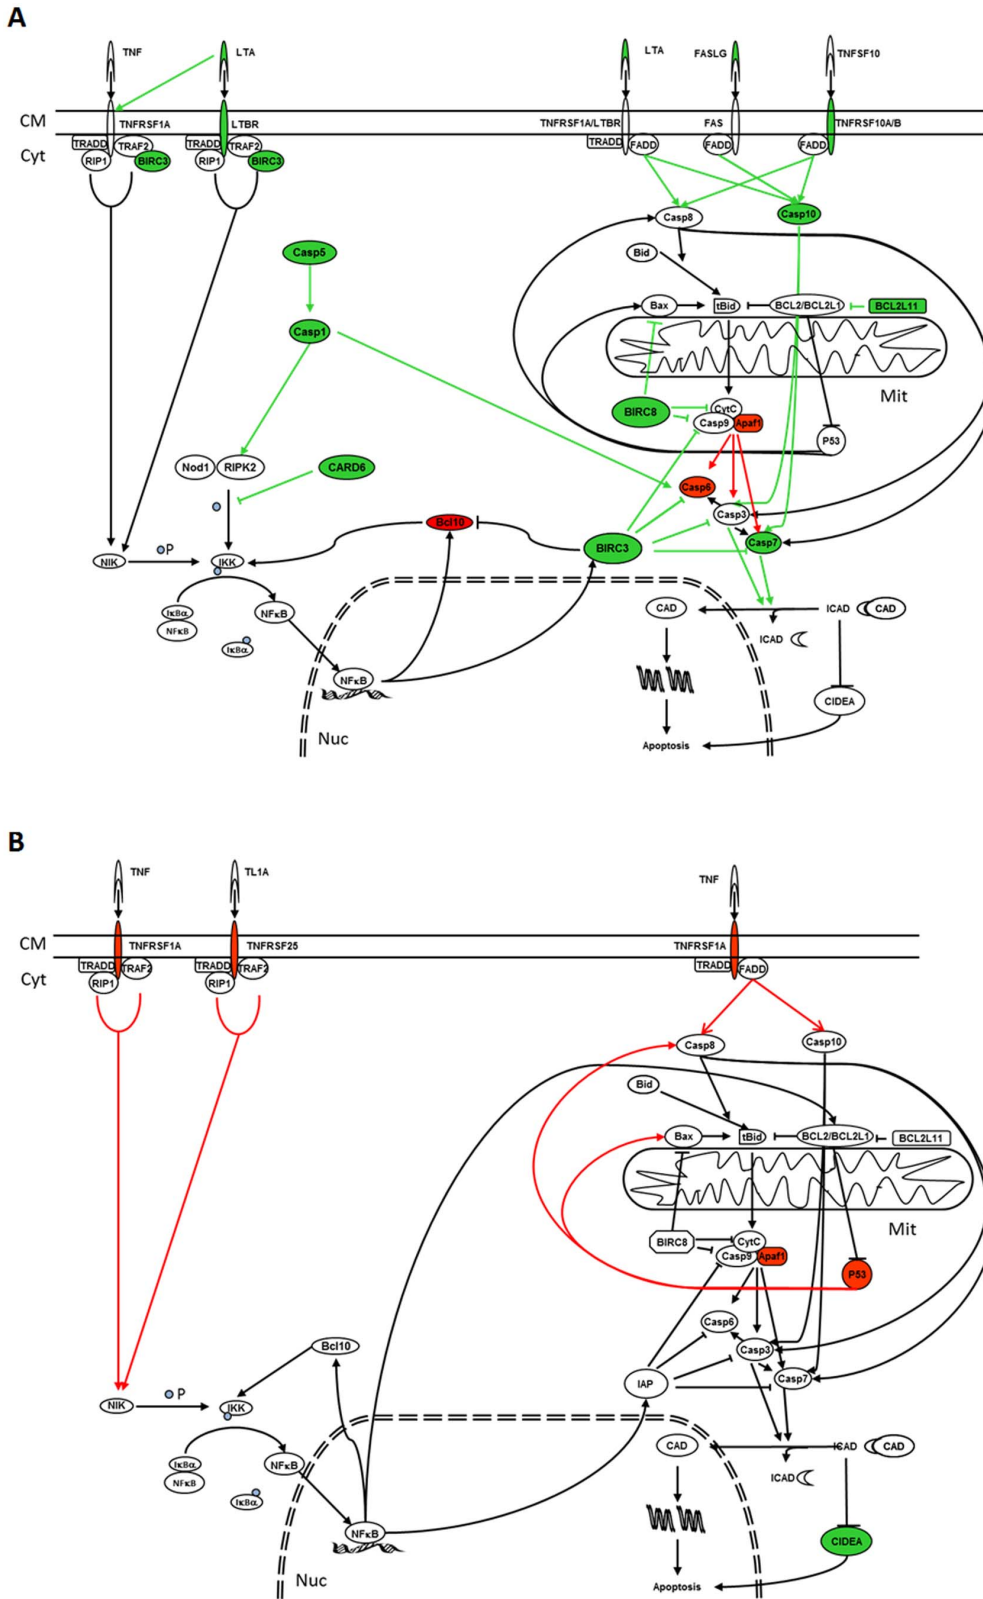 A
TNF
LTA
LTA
FASLG
TNFSF10
CM
TNFRSF1A
LTBR
TNFRSF1A/LTBR
FAS
TNFRSF10A/B
Cyt
TRADD
TRAF2
TRADD
TRAF2
TRADD
FADD
FADD
FADD
RIP1
BIRC3
RIP1
BIRC3
Casp8
Casp10
Casp5
Bid
Bax
tBid
BCL2/BCL2L1
BCL2L11
Casp1
Mit
BIRC8
CytC
Casp9
Apaf1
P53
Nod1
RIPK2
CARD6
Casp6
Casp3
Bcl10
Casp7
BIRC3
P
NIK
IKK
IκBα
NFκB
NFκB
IκBα
CAD
ICAD
CAD
ICAD
NFκB
CIDEA
Nuc
Apoptosis
B
TNF
TL1A
TNF
CM
TNFRSF1A
TNFRSF25
TNFRSF1A
Cyt
TRADD
TRAF2
TRADD
TRAF2
TRADD
FADD
RIP1
RIP1
Casp8
Casp10
Bid
Bax
tBid
BCL2/BCL2L1
BCL2L11
Mit
BIRC8
CytC
Casp9
Apaf1
P53
Casp6
Bcl10
Casp3
Casp7
IAP
P
NIK
IKK
IκBα
NFκB
NFκB
IκBα
CAD
ICAD
CAD
ICAD
NFκB
CIDEA
Nuc
Apoptosis